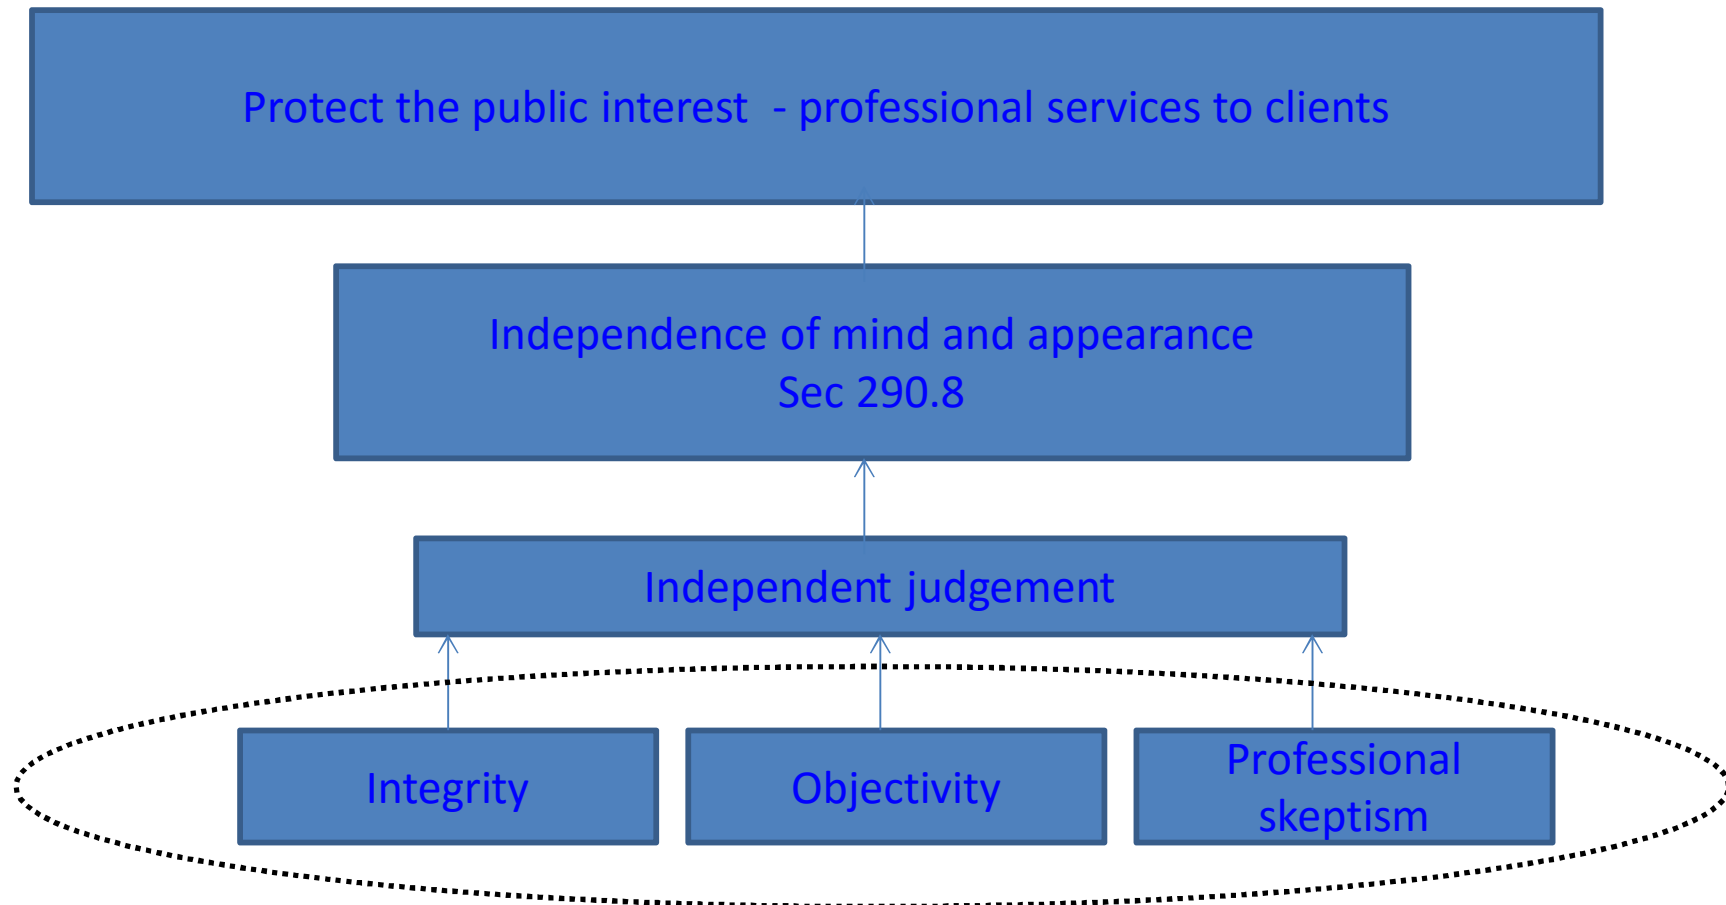 Protect the public interest  - professional services to clients
Independence of mind and appearance
Sec 290.8
Independent judgement
Integrity
Objectivity
Professional
skeptism